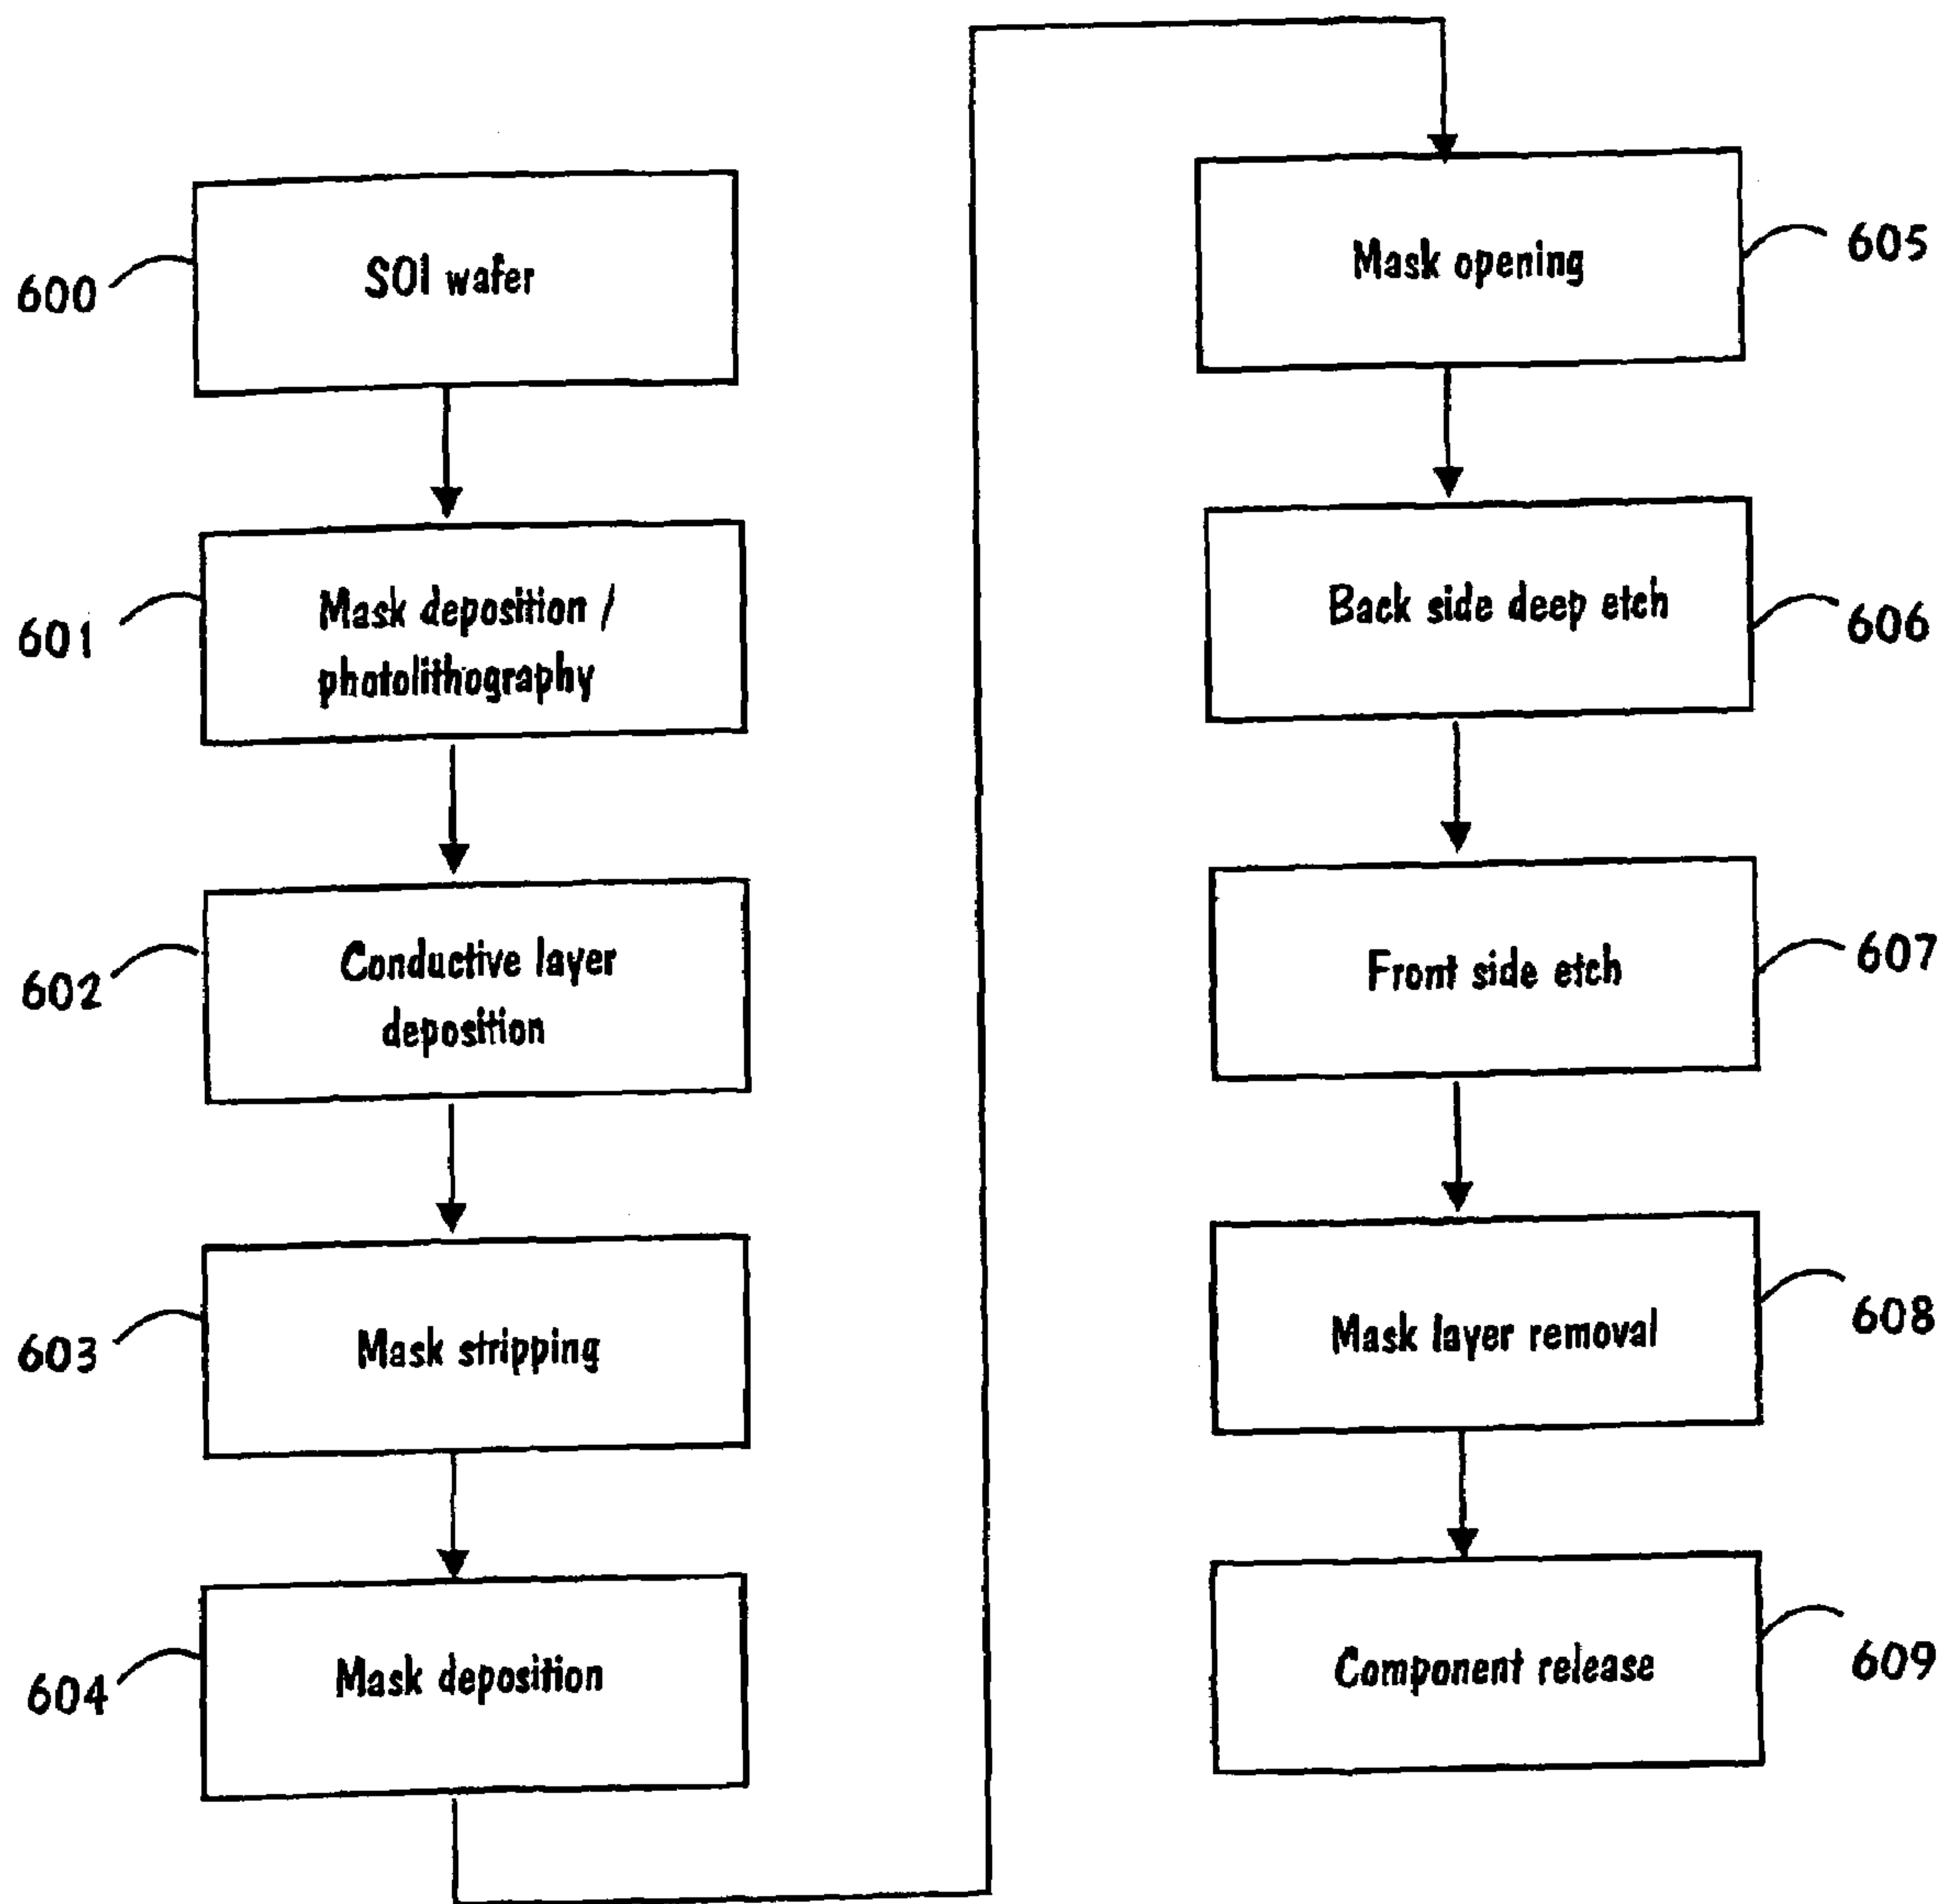 600
SOI wafer
601
Mask deposition /
photolithography
602
Conductive layer
deposition
603
Mask stripping
604
Mask deposition
605
Mask opening
606
Back side deep etch
607
Front side etch
608
Mask layer removal
609
Component release